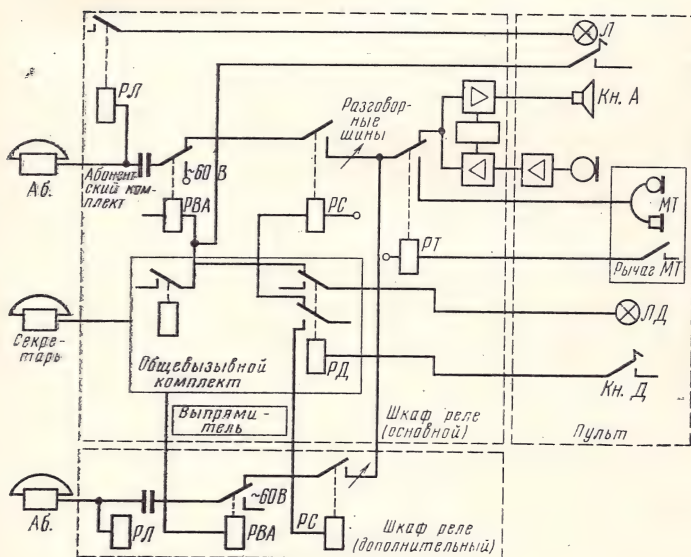 Л
РЛ
Кн. А
Разговор-
ные
шины
Аб.
Абонент-
ский ком-
плект
~60 В
РВА
РС
РТ
МТ
Рычаг МТ
Секре-
тарь
Общевызывной
комплект
РД
ЛД
Кн. Д
Выпрями-
тель
Шкаф реле
(основной)
Пульт
Аб.
РЛ
~60В
РВА
РС
Шкаф реле
(дополнительный)